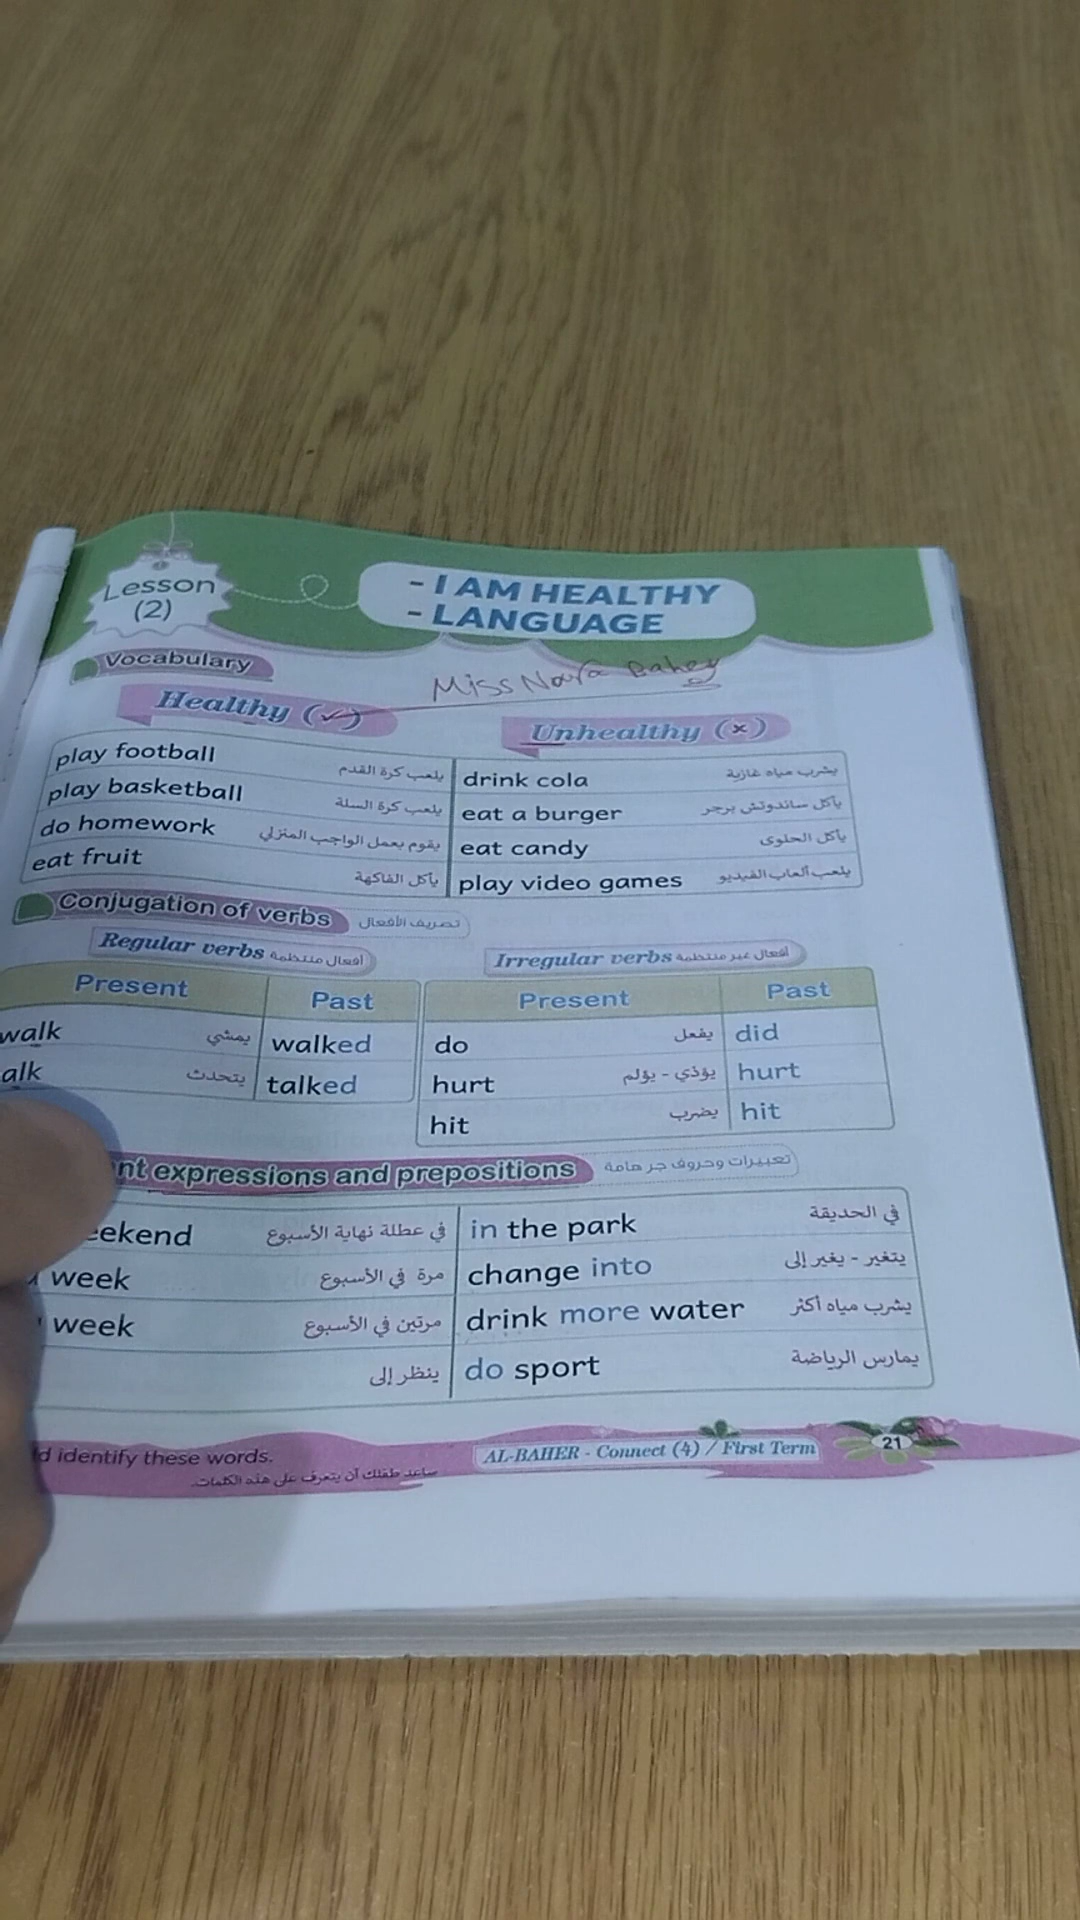 Lesson
(2)
- I AM HEALTHY
- LANGUAGE
Vocabulary
Miss Nora Bahey
Healthy (✓)
Unhealthy (×)
play football يلعب كرة القدم
drink cola يشرب مياه غازية
play basketball يلعب كرة السلة
eat a burger يأكل ساندوتش برجر
do homework يقوم بعمل الواجب المنزلي
eat candy يأكل الحلوى
eat fruit يأكل الفاكهة
play video games يلعب ألعاب الفيديو
Conjugation of verbs تصريف الأفعال
Regular verbs أفعال منتظمة
Irregular verbs أفعال غير منتظمة
Present Past
Present Past
walk يمشي walked
do يفعل did
alk يتحدث talked
hurt يؤذي - يؤلم hurt
hit يضرب hit
nt expressions and prepositions تعبيرات وحروف جر هامة
eekend في عطلة نهاية الأسبوع
in the park في الحديقة
week مرة في الأسبوع
change into يتغير - يغير إلى
week مرتين في الأسبوع
drink more water يشرب مياه أكثر
ينظر إلى
do sport يمارس الرياضة
ld identify these words.
ساعد طفلك أن يتعرف على هذه الكلمات.
AL-BAHER - Connect (4) / First Term
21